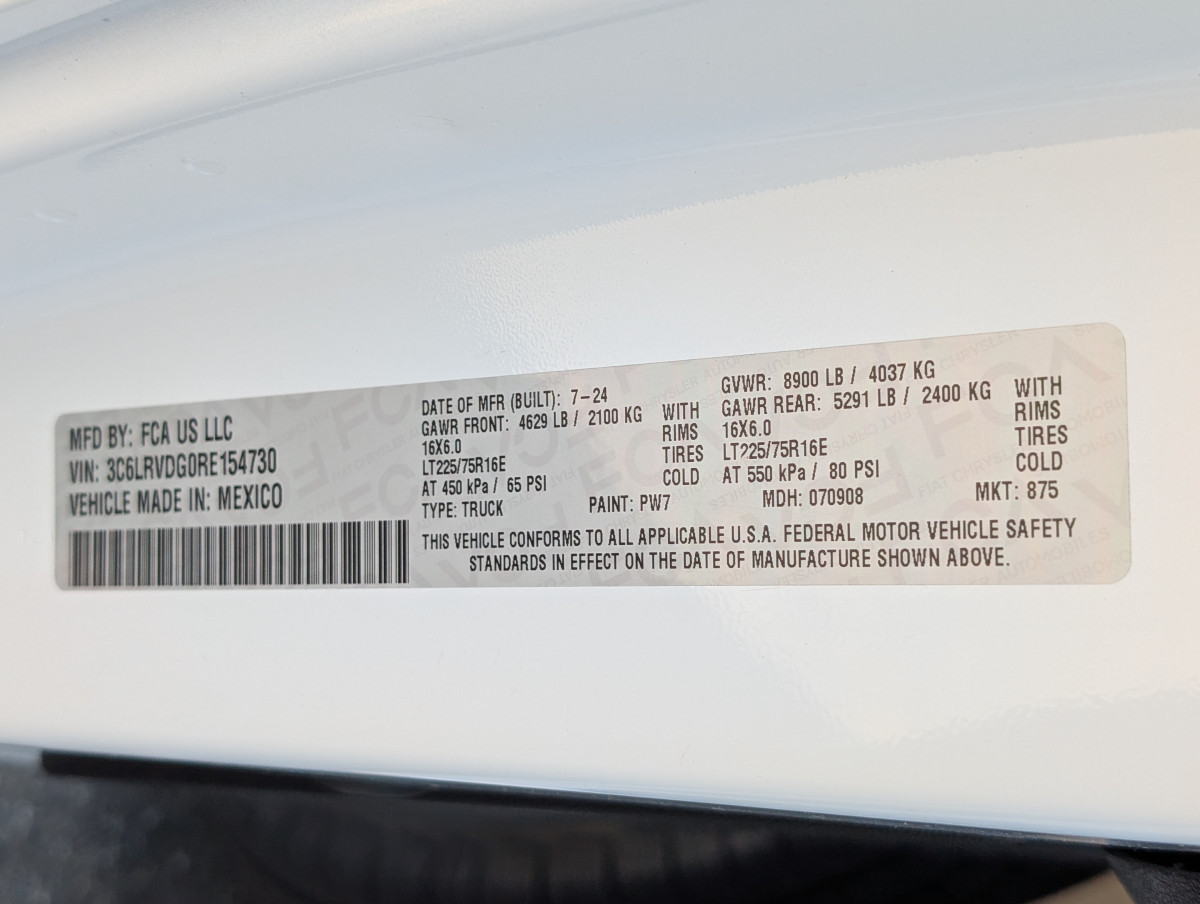 MFD BY: FCA US LLC
VIN: 3C6LRVDG0RE154730
VEHICLE MADE IN: MEXICO
DATE OF MFR (BUILT): 7-24
GAWR FRONT: 4629 LB / 2100 KG WITH
16X6.0 RIMS
LT225/75R16E TIRES
AT 450 kPa / 65 PSI COLD
GVWR: 8900 LB / 4037 KG
GAWR REAR: 5291 LB / 2400 KG WITH
16X6.0 RIMS
LT225/75R16E TIRES
AT 550 kPa / 80 PSI COLD
TYPE: TRUCK PAINT: PW7 MDH: 070908 MKT: 875
THIS VEHICLE CONFORMS TO ALL APPLICABLE U.S.A. FEDERAL MOTOR VEHICLE SAFETY
STANDARDS IN EFFECT ON THE DATE OF MANUFACTURE SHOWN ABOVE.